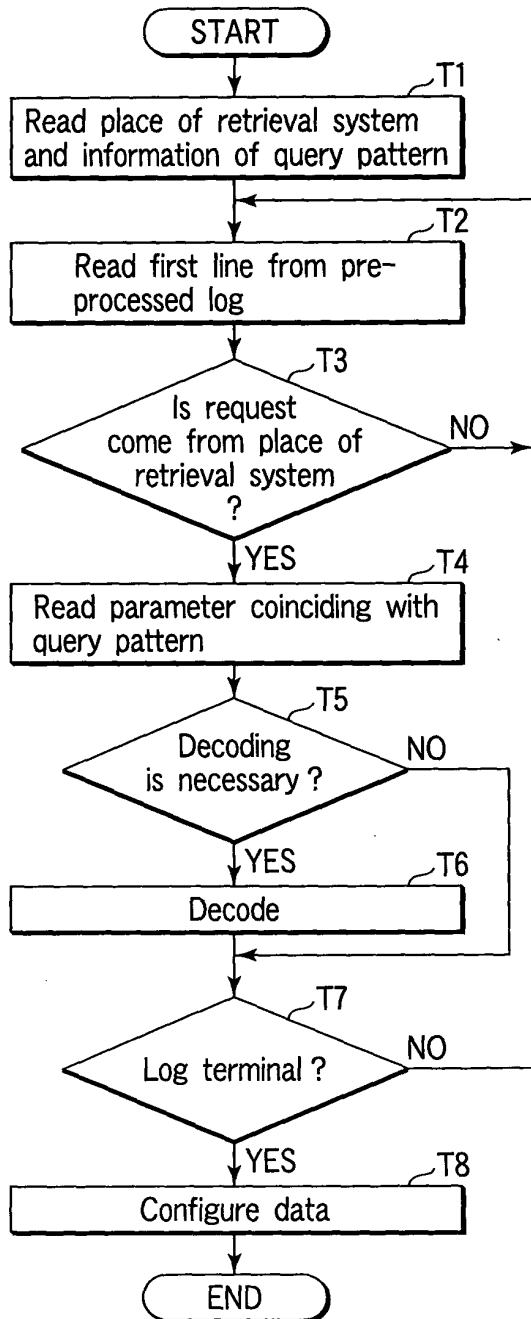 START
T1
Read place of retrieval system
and information of query pattern
T2
Read first line from pre-
processed log
T3
Is request
come from place of
retrieval system
?
NO
YES
T4
Read parameter coinciding with
query pattern
T5
Decoding
is necessary ?
NO
YES
T6
Decode
T7
Log terminal ?
NO
YES
T8
Configure data
END